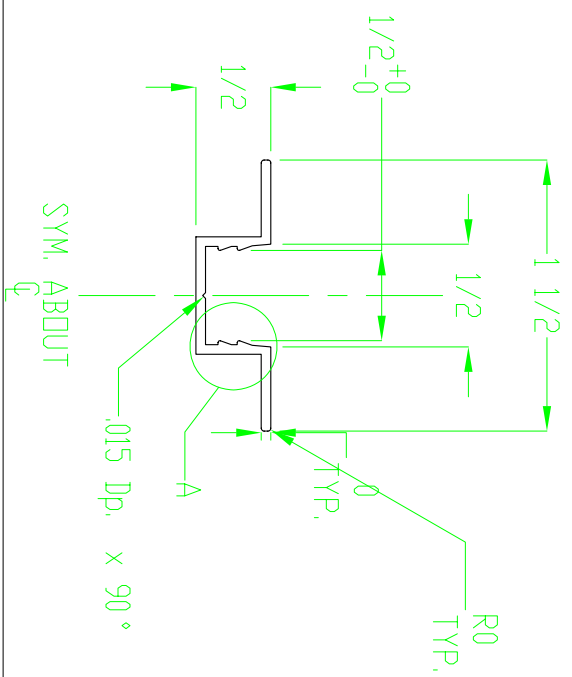 1 1/2
1/2
1/2 +0
-0
1/2
R0
TYP.
0
TYP.
A
.015 Dp. x 90°
SYM. ABOUT
CL